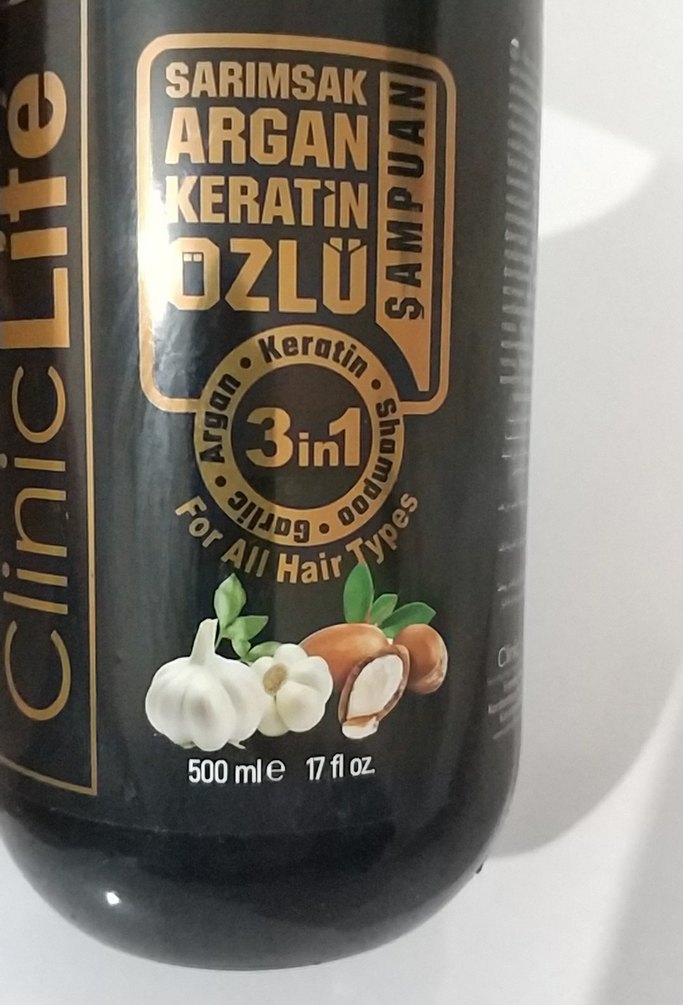 ClinicLife
SARIMSAK
ARGAN
KERATİN
ÖZLÜ
ŞAMPUAN
Argan • Keratin • Shampoo • Garlic •
3in1
For All Hair Types
500 ml e 17 fl oz.